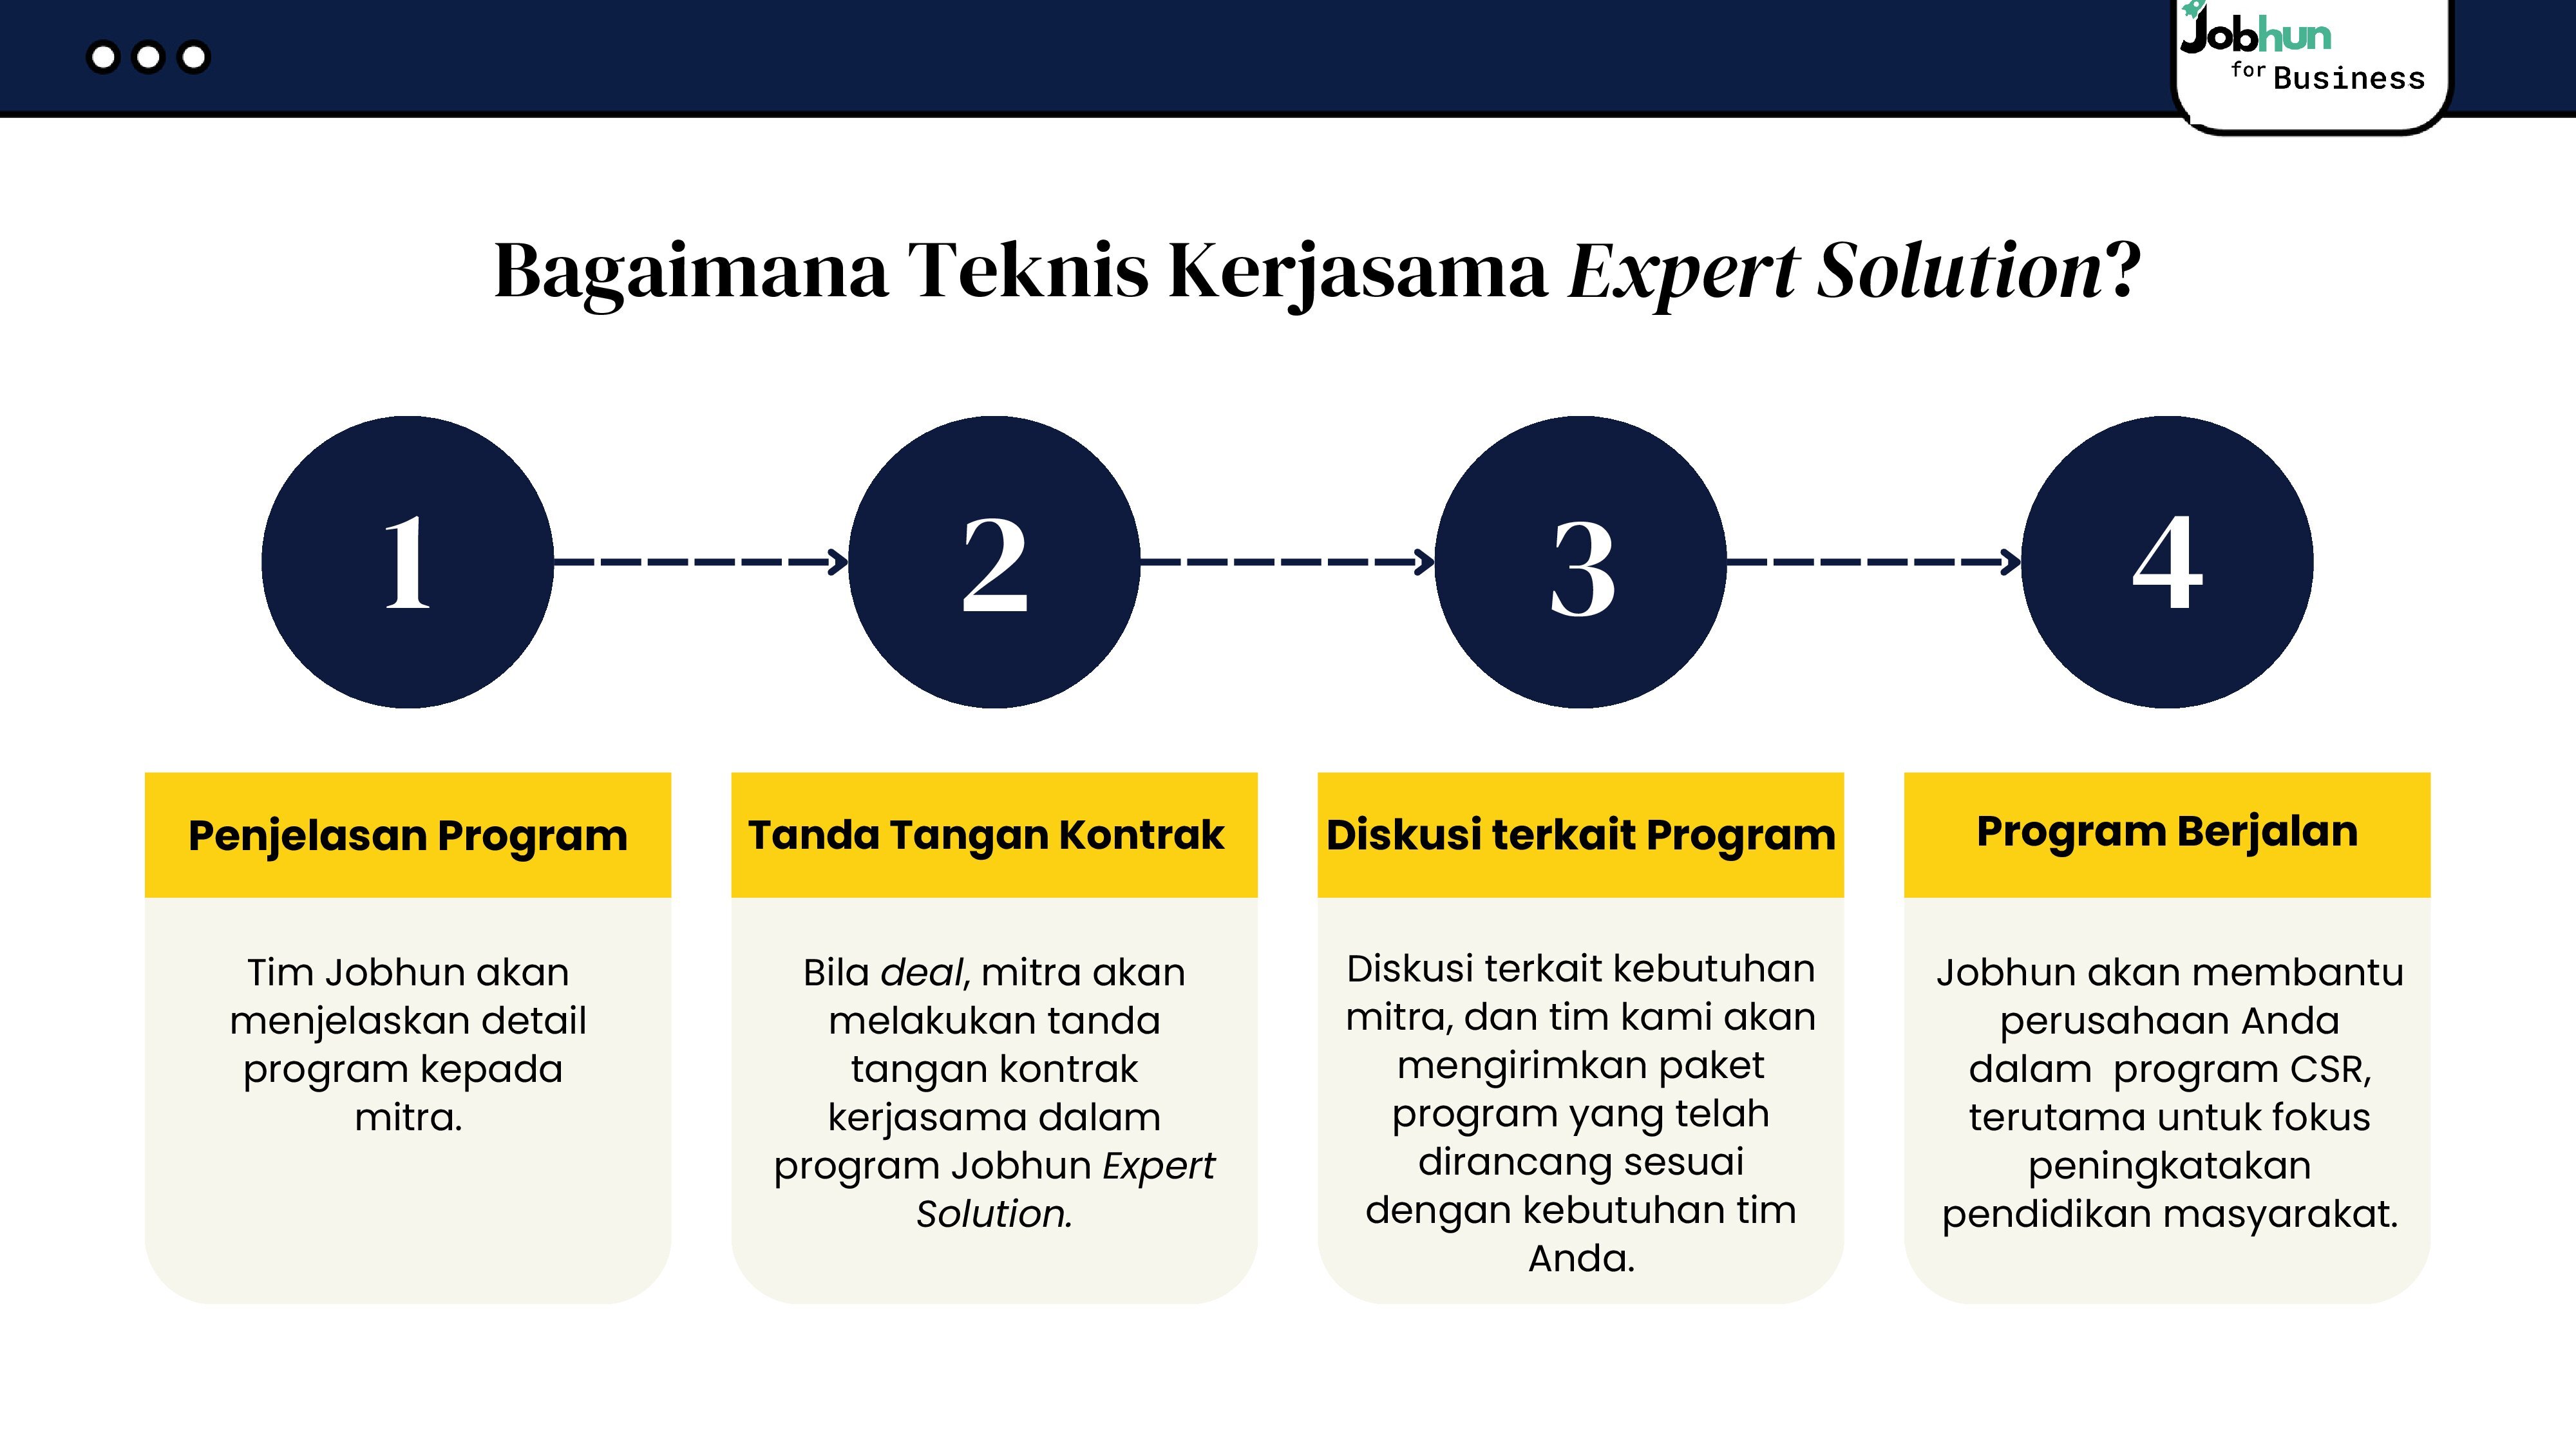 Jobhun
for Business
Bagaimana Teknis Kerjasama Expert Solution?
1
2
3
4
Penjelasan Program
Tim Jobhun akan
menjelaskan detail
program kepada
mitra.
Tanda Tangan Kontrak
Bila deal, mitra akan
melakukan tanda
tangan kontrak
kerjasama dalam
program Jobhun Expert
Solution.
Diskusi terkait Program
Diskusi terkait kebutuhan
mitra, dan tim kami akan
mengirimkan paket
program yang telah
dirancang sesuai
dengan kebutuhan tim
Anda.
Program Berjalan
Jobhun akan membantu
perusahaan Anda
dalam  program CSR,
terutama untuk fokus
peningkatakan
pendidikan masyarakat.